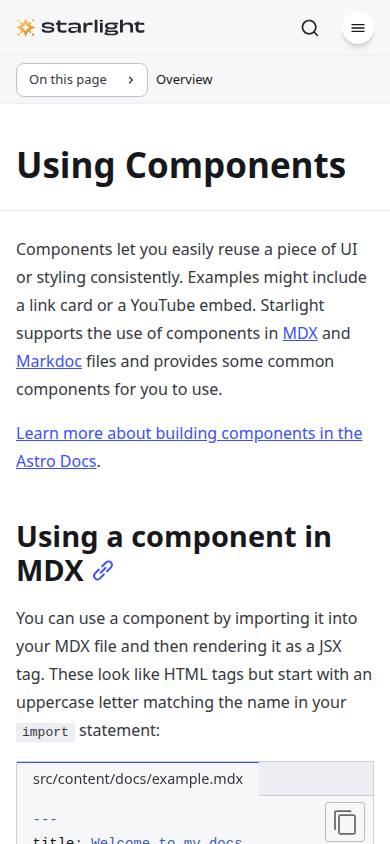 starlight
On this page
Overview
Using Components
Components let you easily reuse a piece of UI
or styling consistently. Examples might include
a link card or a YouTube embed. Starlight
supports the use of components in MDX and
Markdoc files and provides some common
components for you to use.
Learn more about building components in the
Astro Docs.
Using a component in
MDX
You can use a component by importing it into
your MDX file and then rendering it as a JSX
tag. These look like HTML tags but start with an
uppercase letter matching the name in your
import statement:
src/content/docs/example.mdx
---
title: Welcome to my docs